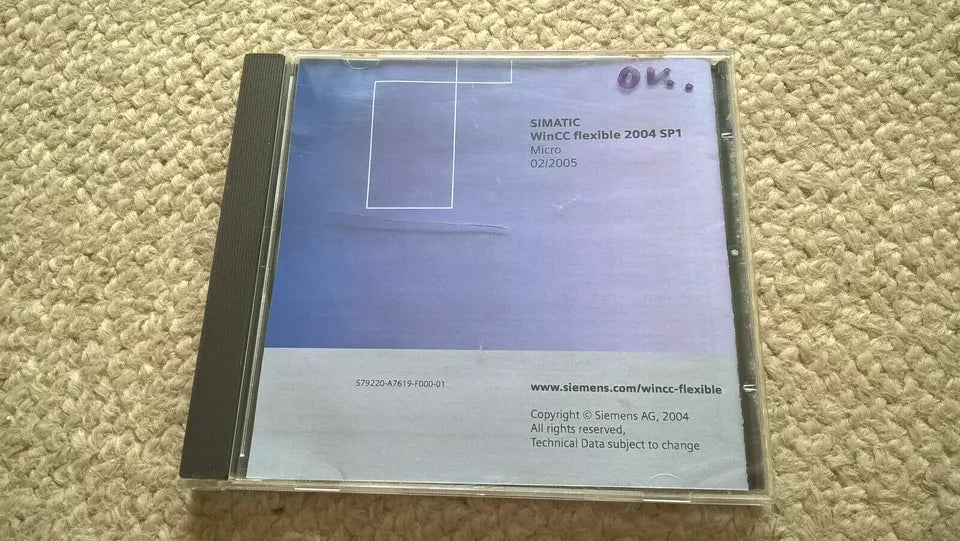 OK.
SIMATIC
WinCC flexible 2004 SP1
Micro
02/2005
S79220-A7619-F000-01
www.siemens.com/wincc-flexible
Copyright © Siemens AG, 2004
All rights reserved,
Technical Data subject to change